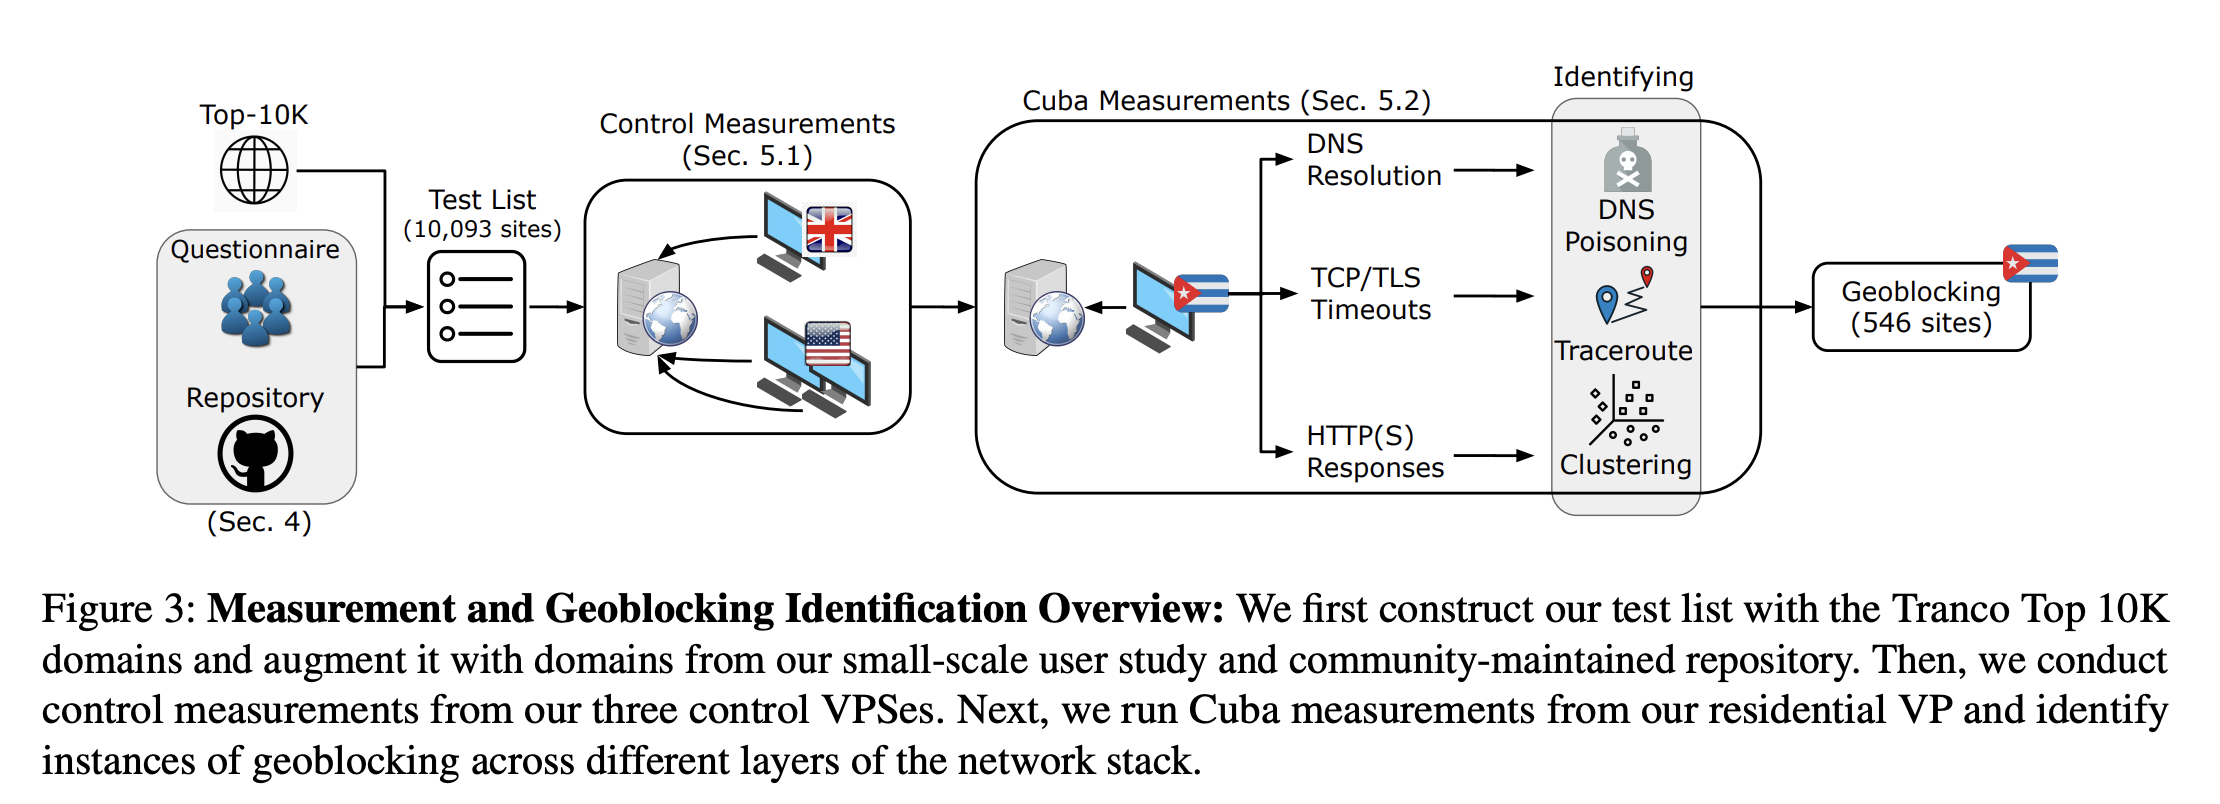 Top-10K
Questionnaire
Repository
(Sec. 4)
Test List
(10,093 sites)
Control Measurements
(Sec. 5.1)
Cuba Measurements (Sec. 5.2)
DNS
Resolution
TCP/TLS
Timeouts
HTTP(S)
Responses
Identifying
DNS
Poisoning
Traceroute
Clustering
Geoblocking
(546 sites)
Figure 3: Measurement and Geoblocking Identification Overview: We first construct our test list with the Tranco Top 10K
domains and augment it with domains from our small-scale user study and community-maintained repository. Then, we conduct
control measurements from our three control VPSes. Next, we run Cuba measurements from our residential VP and identify
instances of geoblocking across different layers of the network stack.